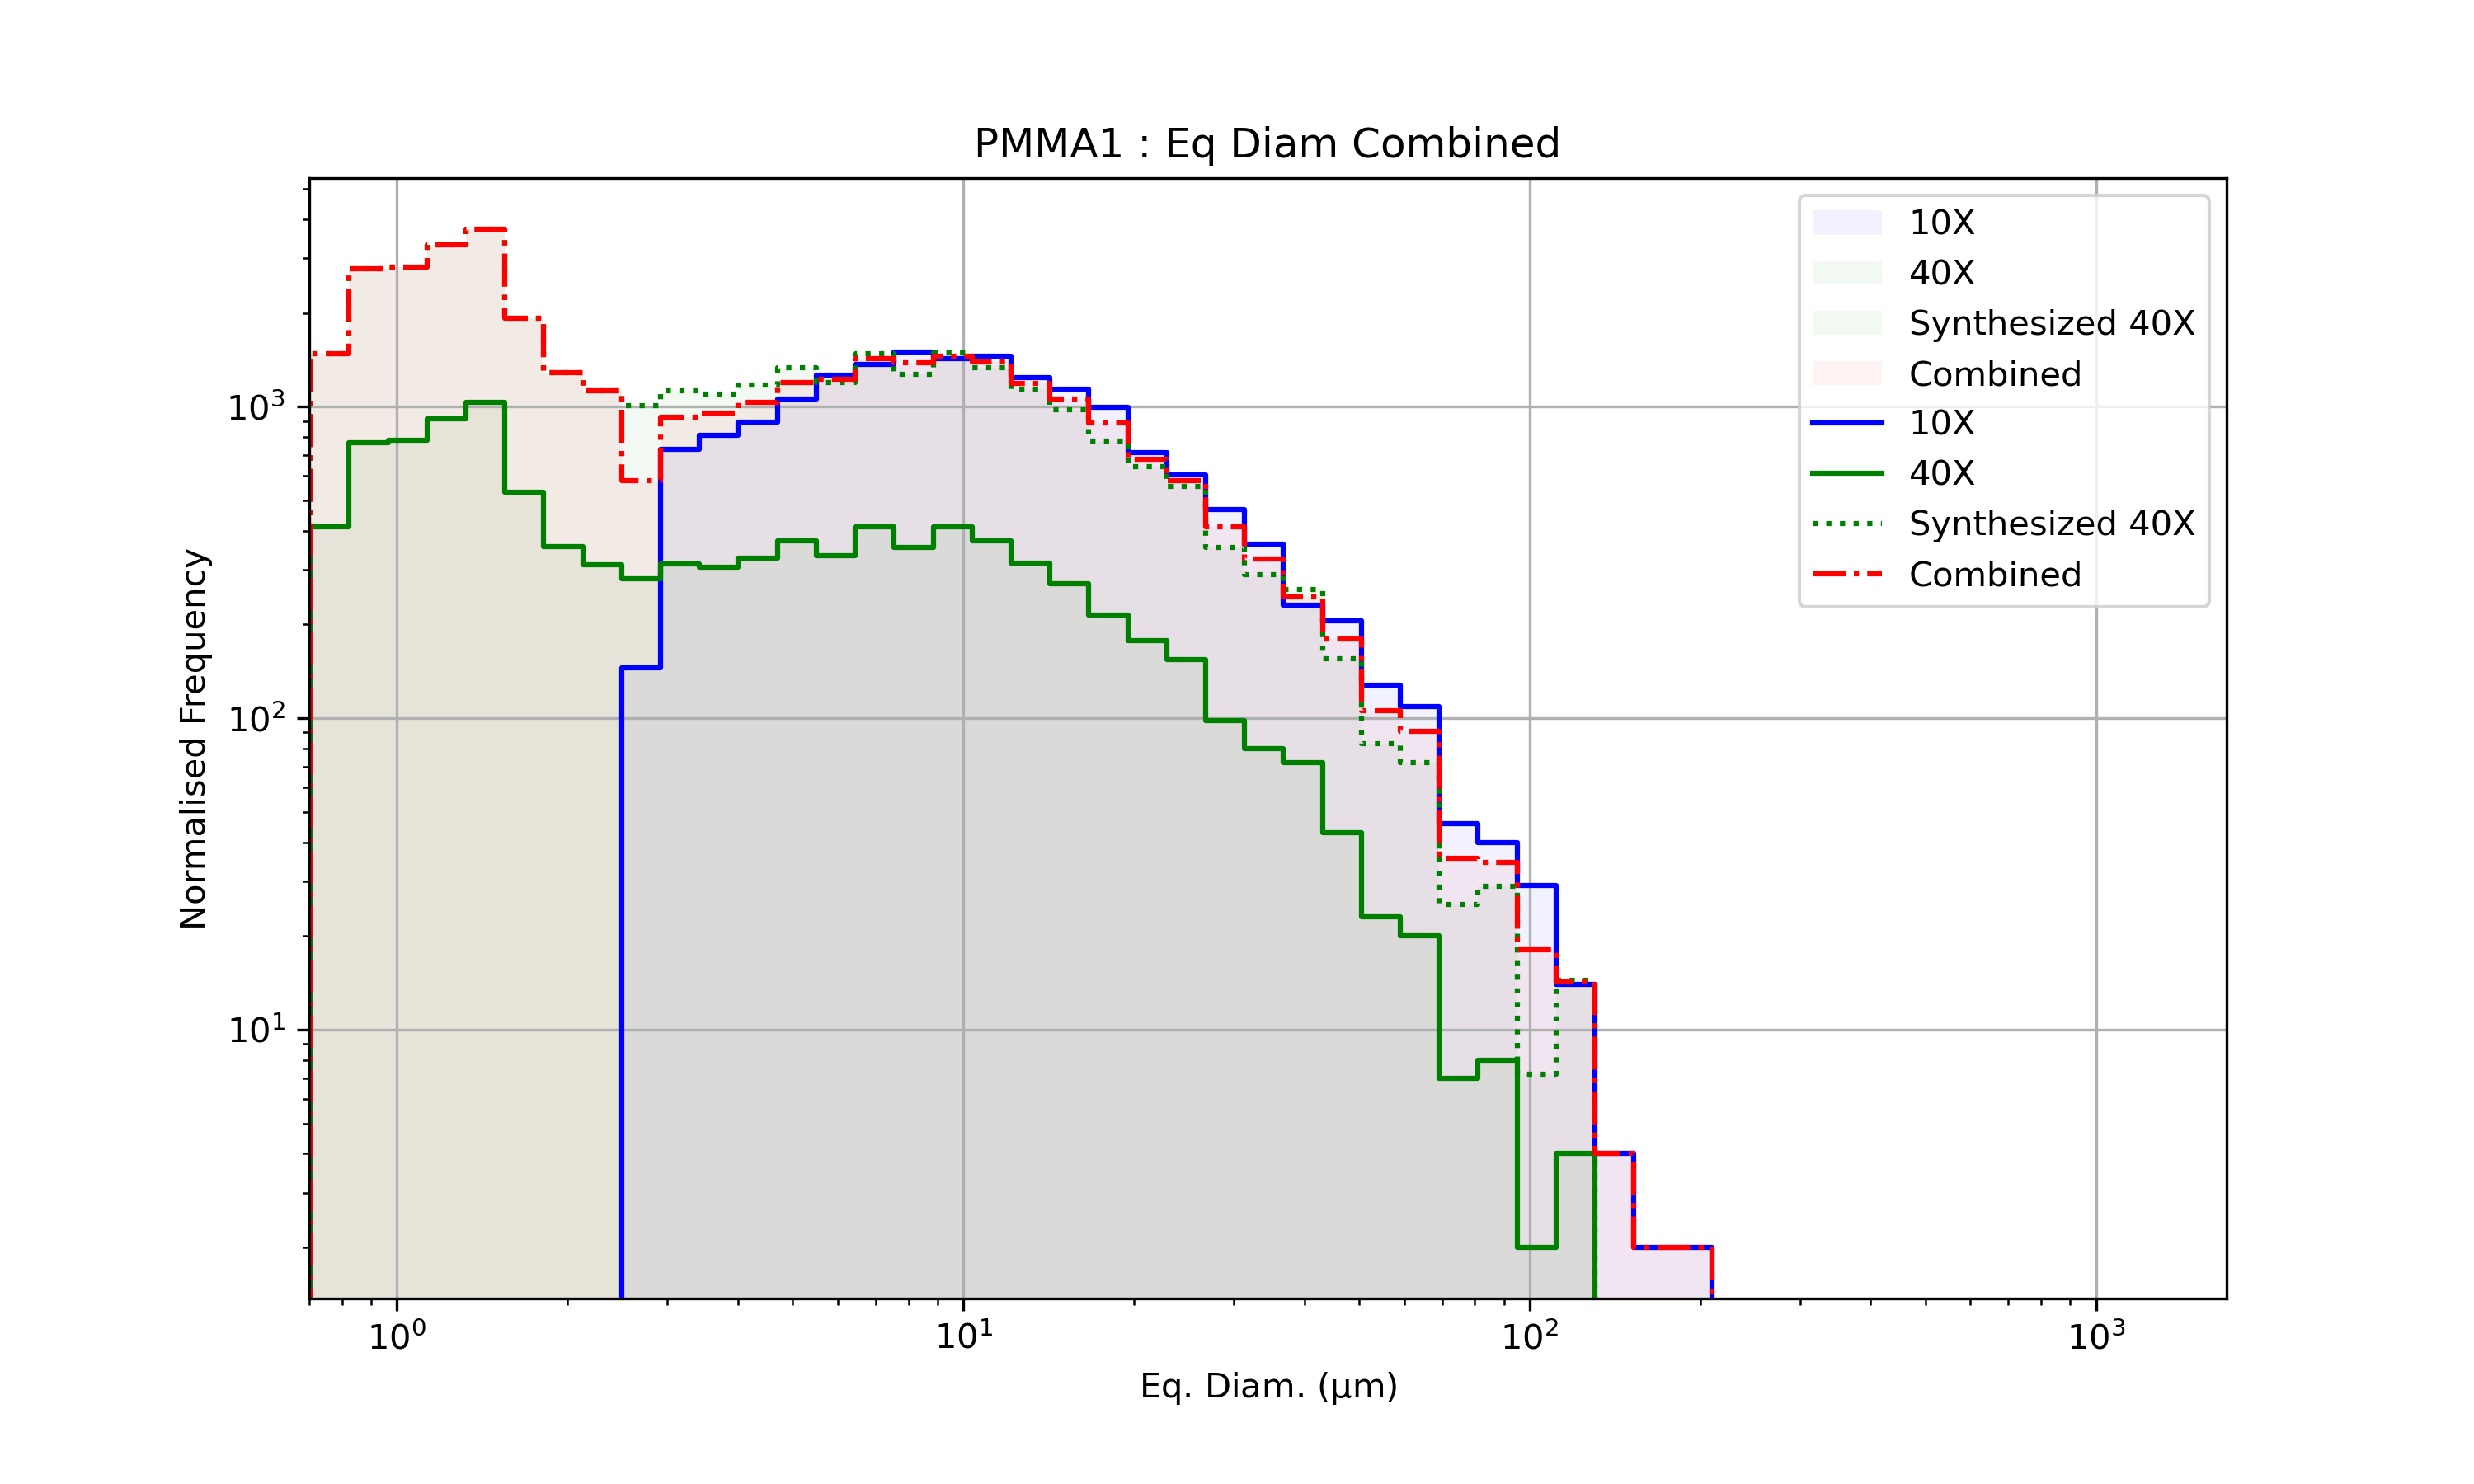 PMMA1 : Eq Diam Combined
10X
40X
Synthesized 40X
Combined
10X
40X
Synthesized 40X
Combined
Normalised Frequency
10³
10²
10¹
10⁰ 10¹ 10² 10³
Eq. Diam. (μm)